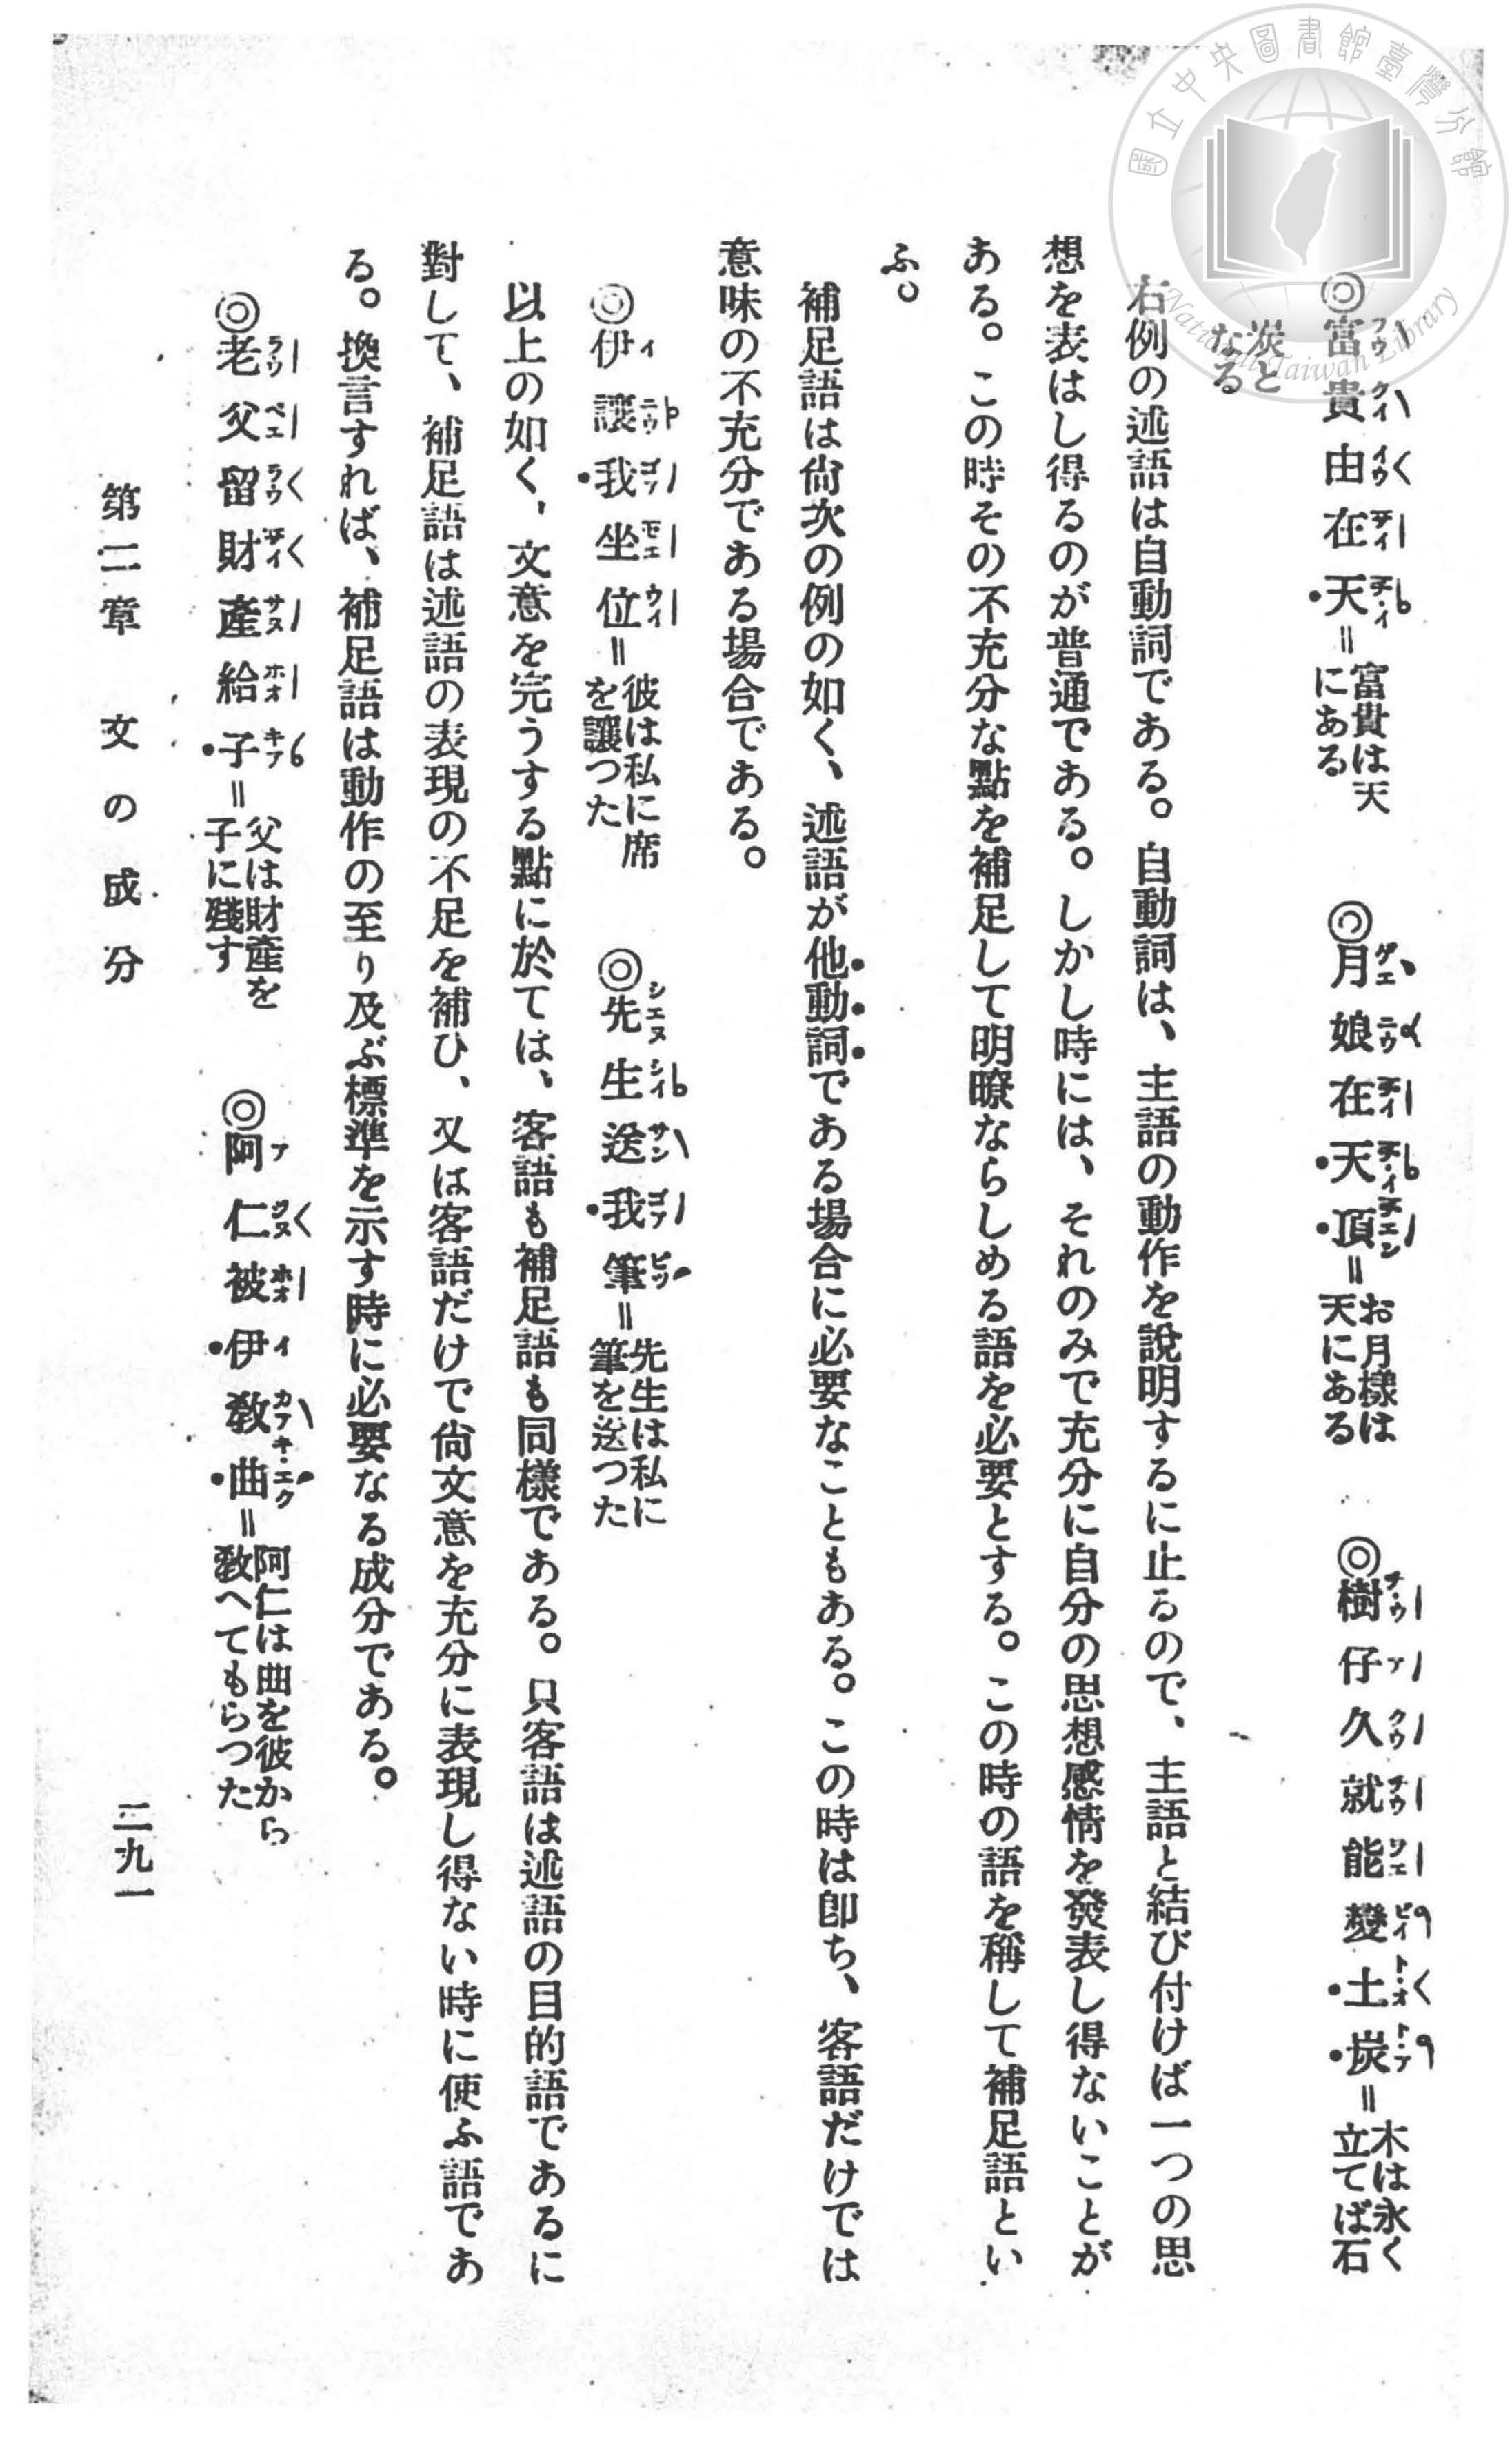 ◎富貴由在天＝富貴は天にある　◎月娘在天頂＝お月樣は天にある　◎樹仔久就能變土炭＝木は永く立てば石
炭となる
右例の述語は自動詞である。自動詞は、主語の動作を說明するに止るので、主語と結び付けば一つの思
想を表はし得るのが普通である。しかし時には、それのみで充分に自分の思想感情を發表し得ないことが
ある。この時その不充分な點を補足して明瞭ならしめる語を必要とする。この時の語を稱して補足語とい
ふ。
補足語は尙次の例の如く、述語が他動詞である場合に必要なこともある。この時は卽ち、客語だけでは
意味の不充分である場合である。
◎伊讓我坐位＝彼は私に席を讓つた　◎先生送我筆＝先生は私に筆を送つた
以上の如く、文意を完うする點に於ては、客語も補足語も同樣である。只客語は述語の目的語であるに
對して、補足語は述語の表現の不足を補ひ、又は客語だけで尙文意を充分に表現し得ない時に使ふ語であ
る。換言すれば、補足語は動作の至り及ぶ標準を示す時に必要なる成分である。
◎老父留財產給子＝父は財產を子に殘す　◎阿仁被伊敎曲＝阿仁は曲を彼から敎へてもらつた
第二章　文の成分　二九一
國立中央圖書館臺灣分館
National Taiwan Library